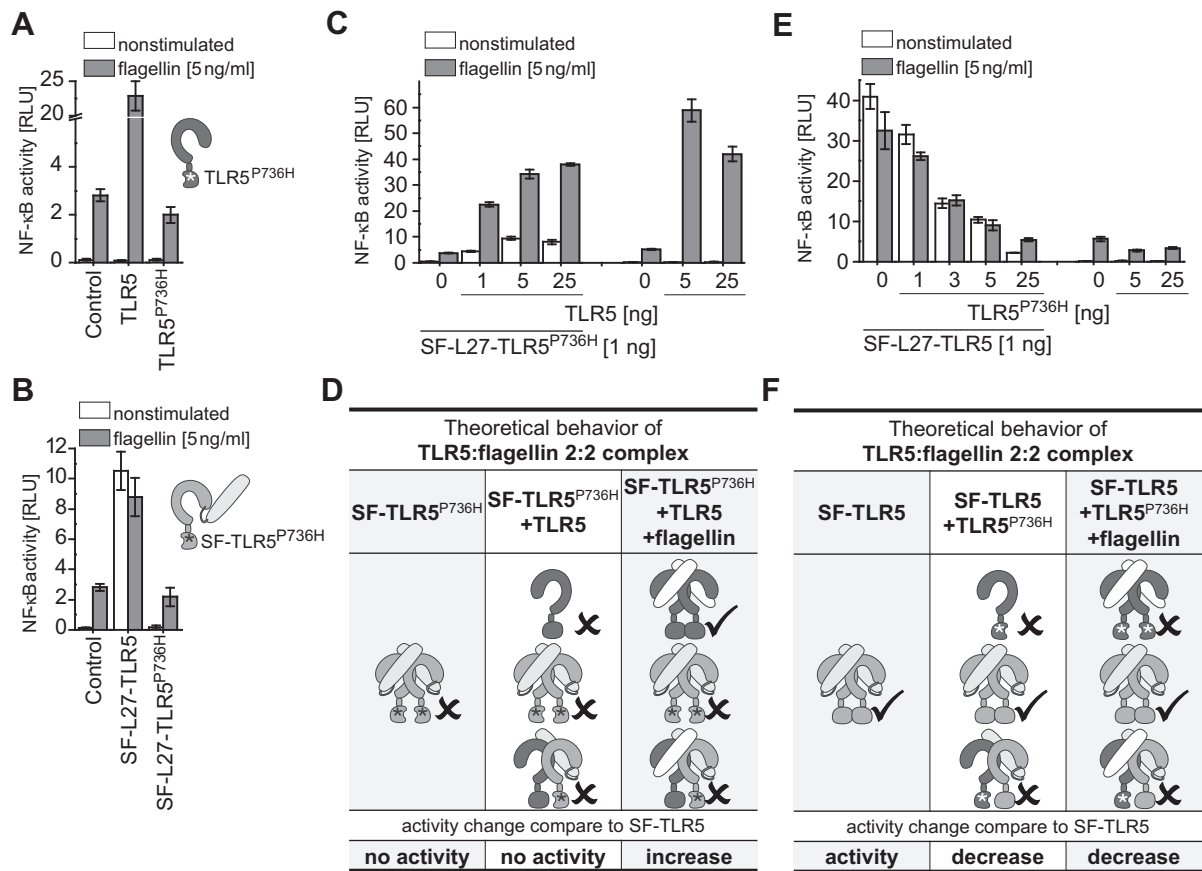 A
nonstimulated
flagellin [5 ng/ml]
NF-κB activity [RLU]
25
20
4
2
0
TLR5P736H
Control
TLR5
TLR5P736H
B
nonstimulated
flagellin [5ng/ml]
NF-κBactivity [RLU]
12
10
8
6
4
2
0
SF-TLR5P736H
Control
SF-L27-TLR5
SF-L27-TLR5P736H
C
nonstimulated
flagellin [5 ng/ml]
NF-κB activity [RLU]
60
50
40
30
20
10
0
0 1 5 25 0 5 25
TLR5 [ng]
SF-L27-TLR5P736H [1 ng]
D
Theoretical behavior of
TLR5:flagellin 2:2 complex
SF-TLR5P736H
SF-TLR5P736H
+TLR5
SF-TLR5P736H
+TLR5
+flagellin
activity change compare to SF-TLR5
no activity no activity increase
E
nonstimulated
flagellin [5 ng/ml]
NF-κB activity [RLU]
40
30
20
10
0
0 1 3 5 25 0 5 25
TLR5P736H [ng]
SF-L27-TLR5 [1 ng]
F
Theoretical behavior of
TLR5:flagellin 2:2 complex
SF-TLR5
SF-TLR5
+TLR5P736H
SF-TLR5
+TLR5P736H
+flagellin
activity change compare to SF-TLR5
activity decrease decrease